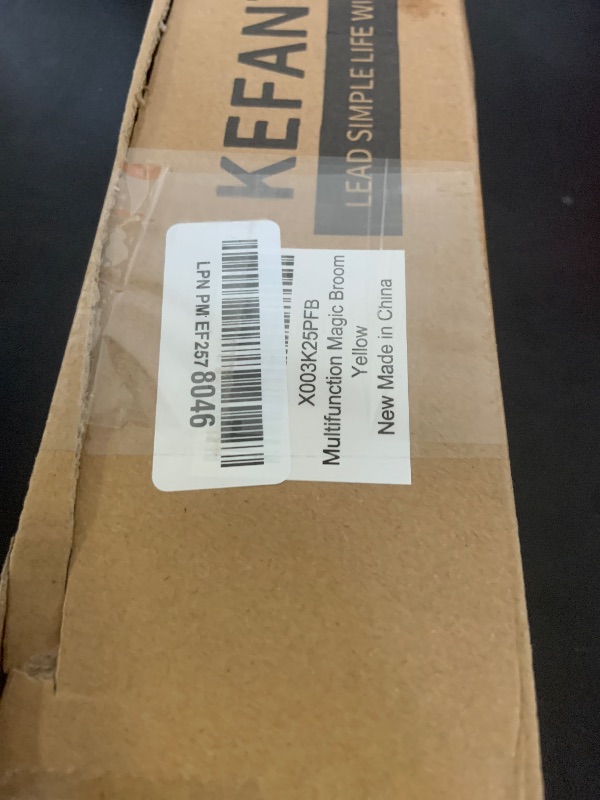 KEFAN
LEAD SIMPLE LIFE WI
LPN PM EF257 8046
X003K25PFB
Multifunction Magic Broom
Yellow
New Made in China